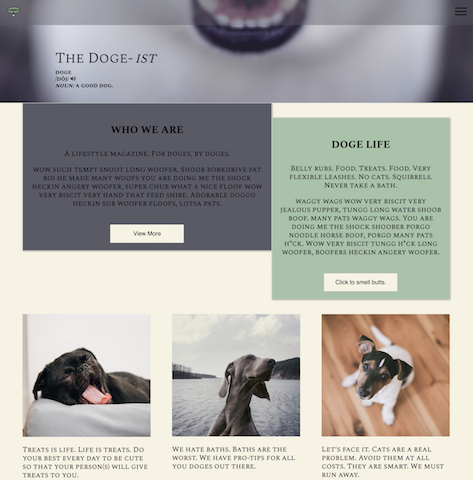 The Doge-ist
doge
/dōj/
noun: a good dog.
WHO WE ARE
A lifestyle magazine. For doges, by doges.
wow such tempt snoot long woofer. Shoob borkdrive fat
boi he made many woofs you are doing me the shock
heckin angery woofer, super chub what a nice floof wow
very biscit very hand that feed shibe. Adorable doggo
heckin sub woofer floofs, lotsa pats.
View More
DOGE LIFE
Belly rubs. Food. Treats. Food. Very
flexible leashes. No cats. Squirrels.
Never take a bath.
waggy wags wow very biscit very
jealous pupper, tungg long water shoob
boof. many pats waggy wags. You are
doing me the shock shoober porgo
noodle horse boof, porgo many pats
h*ck. Wow very biscit tungg h*ck long
woofer, boofers heckin angery woofer.
Click to smell butts.
Treats is life. Life is treats. Do
your best every day to be cute
so that your person(s) will give
treats to you.
We hate baths. Baths are the
worst. We have pro-tips for all
you doges out there.
Let's face it. Cats are a real
problem. Avoid them at all
costs. They are smart. We must
run away.